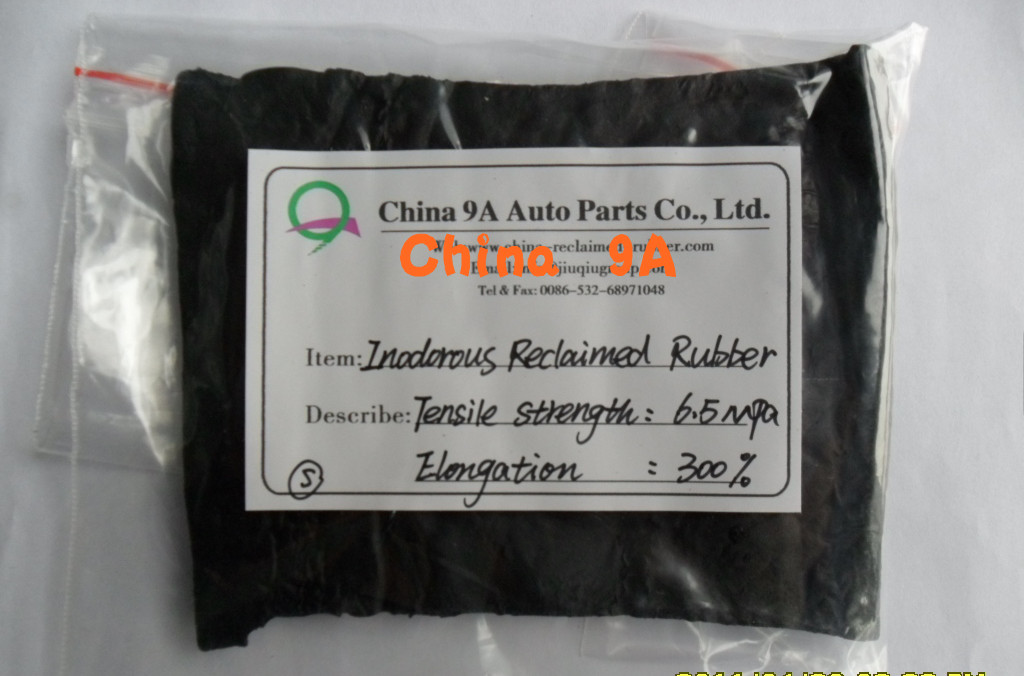 China 9A Auto Parts Co., Ltd.
China 9A
Tel & Fax: 0086-532-68971048
Item: Inodorous Reclaimed Rubber
Describe: Tensile strength: 6.5 MPa
Elongation : 300%
S